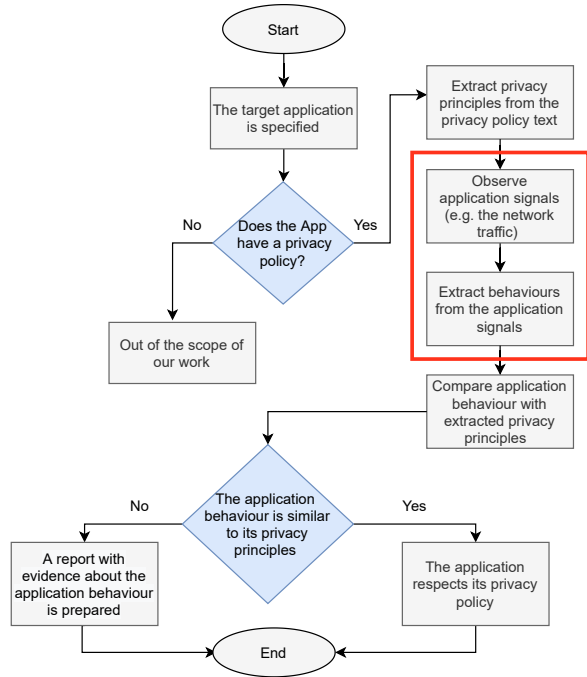 Start
The target application
is specified
Does the App
have a privacy
policy?
No
Yes
Out of the scope of
our work
Extract privacy
principles from the
privacy policy text
Observe
application signals
(e.g. the network
traffic)
Extract behaviours
from the application
signals
Compare application
behaviour with
extracted privacy
principles
The application
behaviour is similar
to its privacy
principles
No
Yes
A report with
evidence about the
application behaviour
is prepared
The application
respects its privacy
policy
End